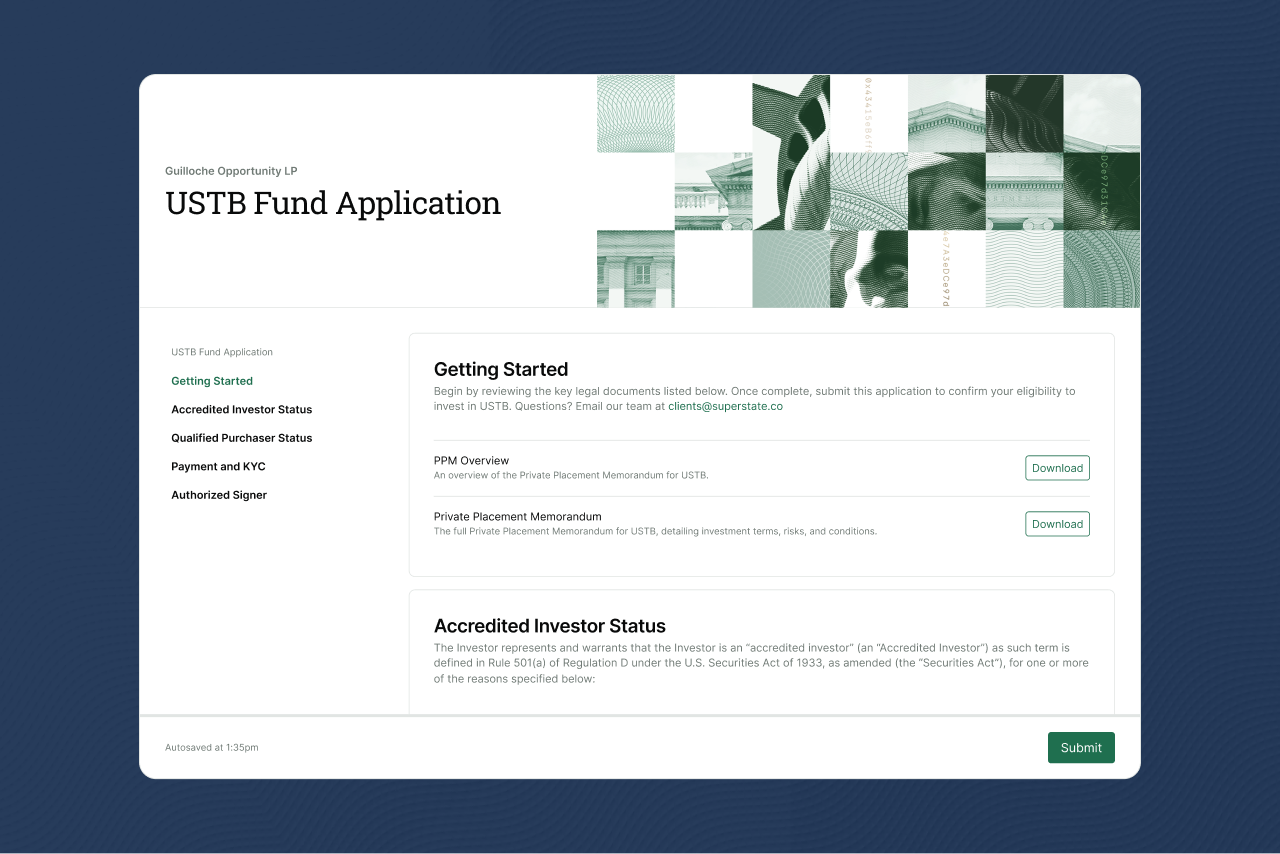 Guilloche Opportunity LP
USTB Fund Application
USTB Fund Application
Getting Started
Accredited Investor Status
Qualified Purchaser Status
Payment and KYC
Authorized Signer
Getting Started
Begin by reviewing the key legal documents listed below. Once complete, submit this application to confirm your eligibility to
invest in USTB. Questions? Email our team at clients@superstate.co
PPM Overview
An overview of the Private Placement Memorandum for USTB.
Download
Private Placement Memorandum
The full Private Placement Memorandum for USTB, detailing investment terms, risks, and conditions.
Download
Accredited Investor Status
The Investor represents and warrants that the Investor is an “accredited investor” (an “Accredited Investor”) as such term is
defined in Rule 501(a) of Regulation D under the U.S. Securities Act of 1933, as amended (the “Securities Act”), for one or more
of the reasons specified below:
Autosaved at 1:35pm
Submit